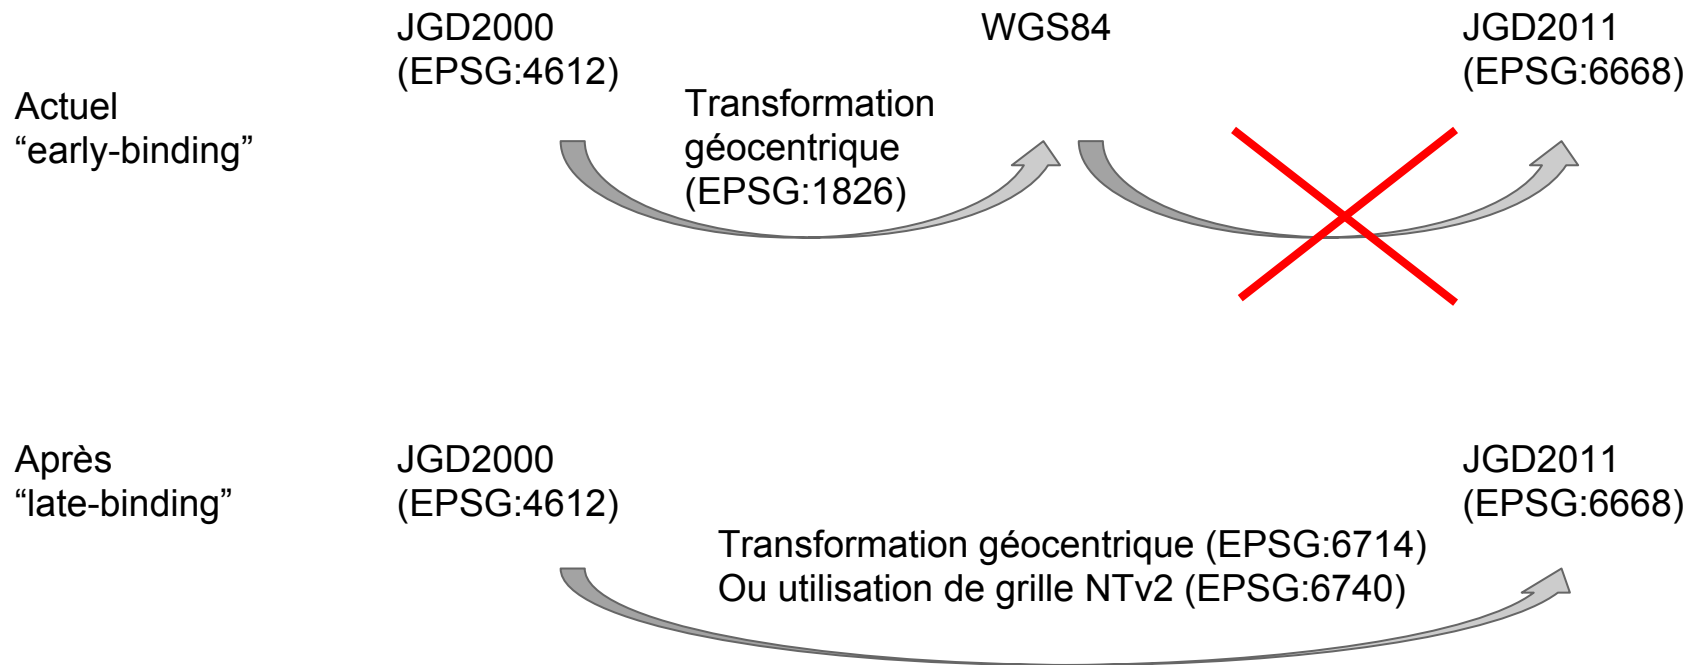 JGD2000
(EPSG:4612)
WGS84
JGD2011
(EPSG:6668)
Actuel
“early-binding”
Transformation
géocentrique
(EPSG:1826)
Après
“late-binding”
JGD2000
(EPSG:4612)
JGD2011
(EPSG:6668)
Transformation géocentrique (EPSG:6714)
Ou utilisation de grille NTv2 (EPSG:6740)